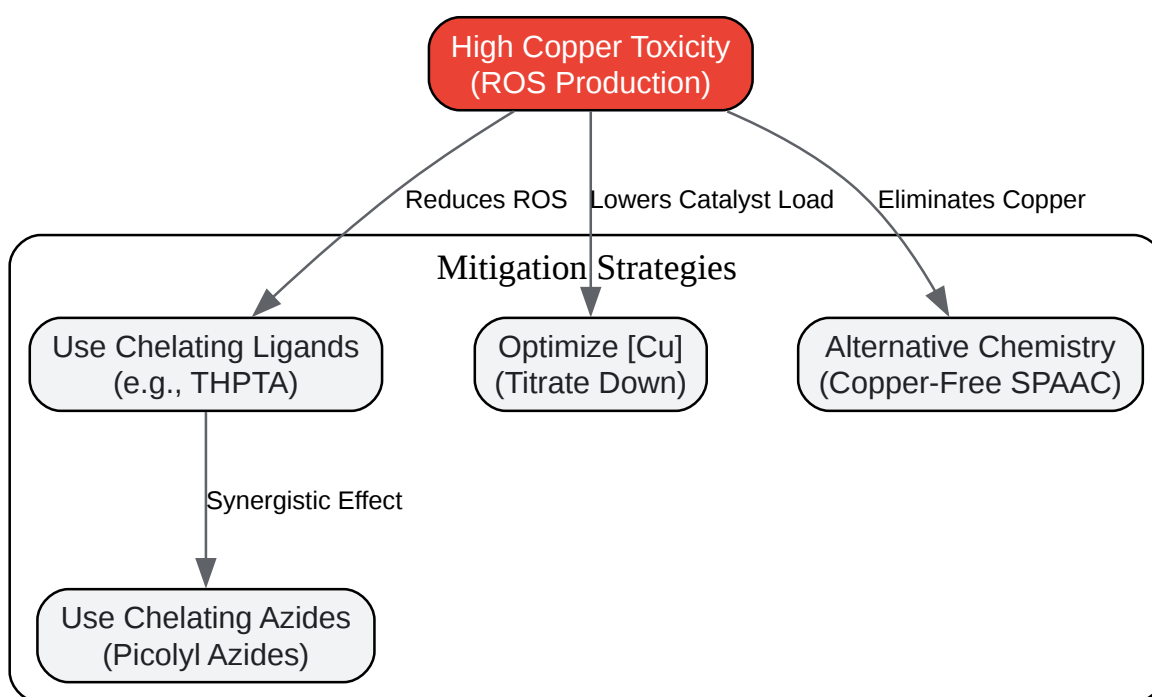 High Copper Toxicity
(ROS Production)
Reduces ROS
Lowers Catalyst Load
Eliminates Copper
Mitigation Strategies
Use Chelating Ligands
(e.g., THPTA)
Optimize [Cu]
(Titrate Down)
Alternative Chemistry
(Copper-Free SPAAC)
Synergistic Effect
Use Chelating Azides
(Picolyl Azides)